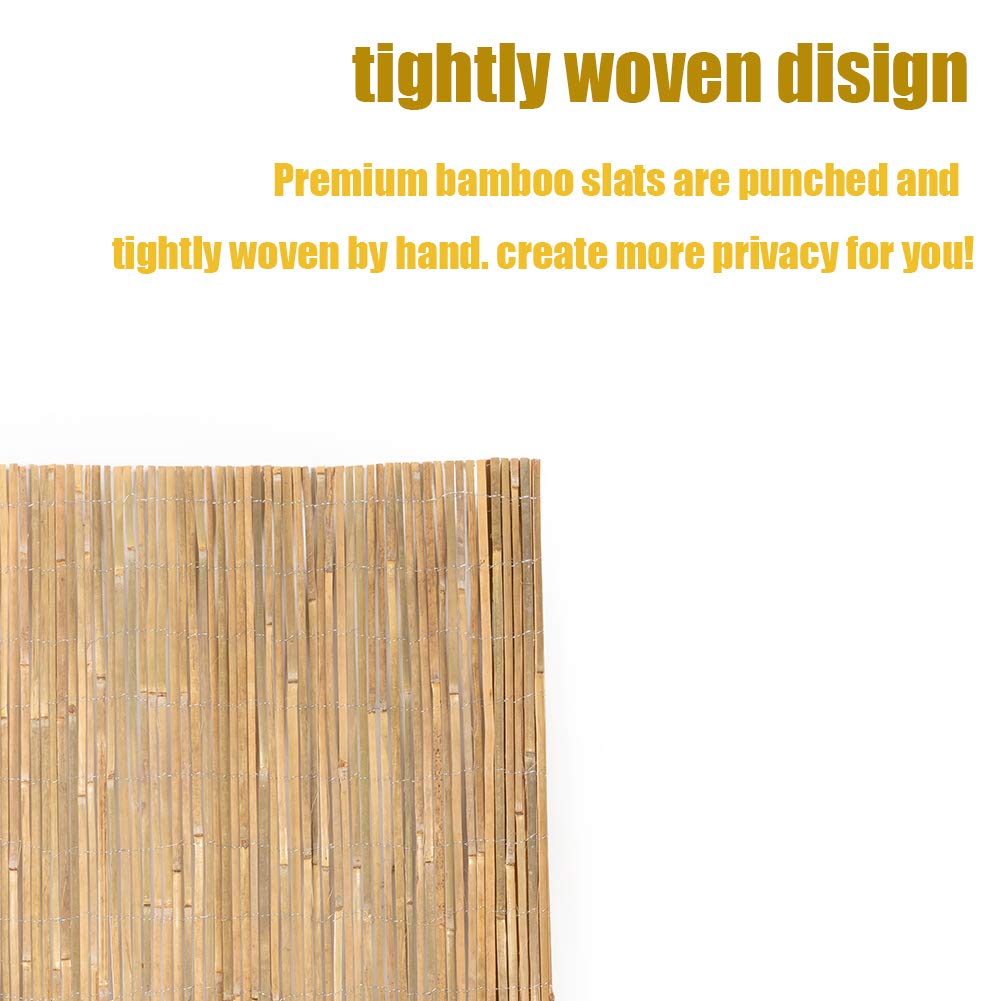 tightly woven disign
Premium bamboo slats are punched and
tightly woven by hand. create more privacy for you!